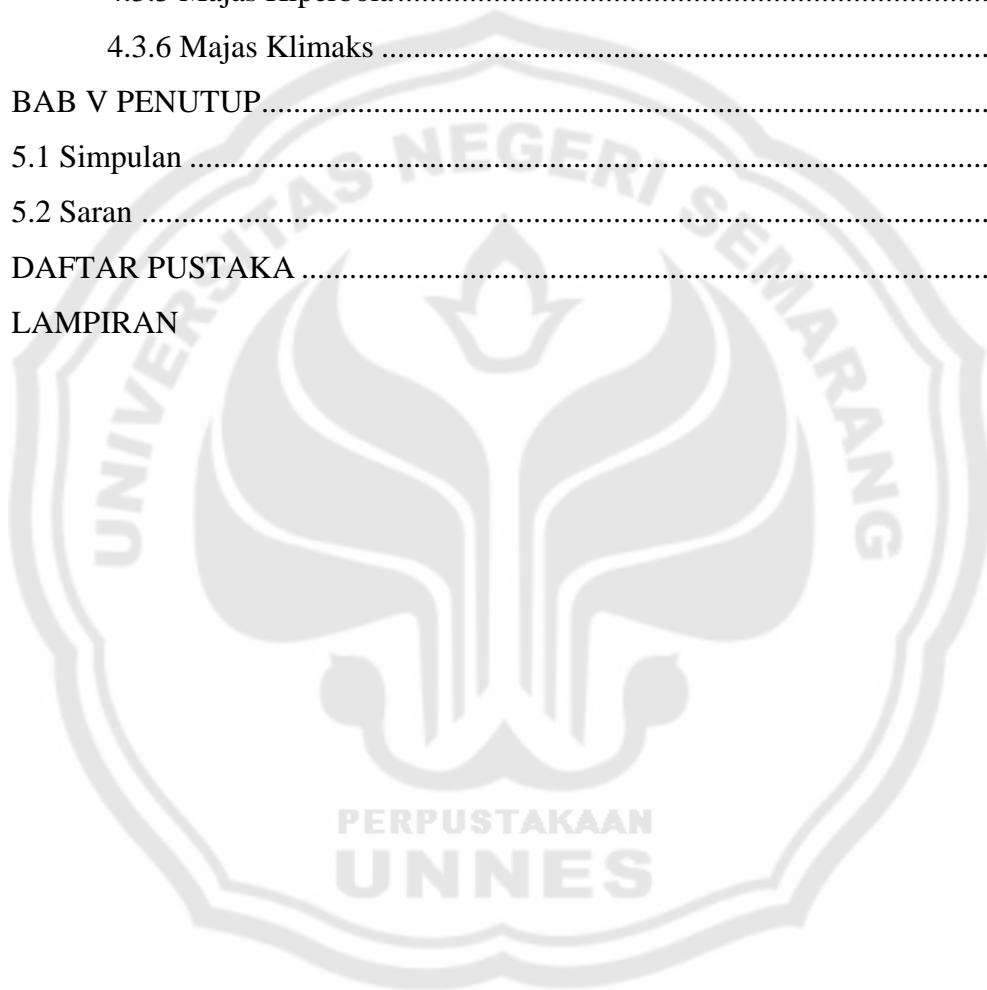 4.3.6 Majas Klimaks ........................................................................................
BAB V PENUTUP........................................................................................
5.1 Simpulan ........................................................................................
5.2 Saran ........................................................................................
DAFTAR PUSTAKA ........................................................................................
LAMPIRAN
UNIVERSITAS NEGERI SEMARANG
PERPUSTAKAAN
UNNES